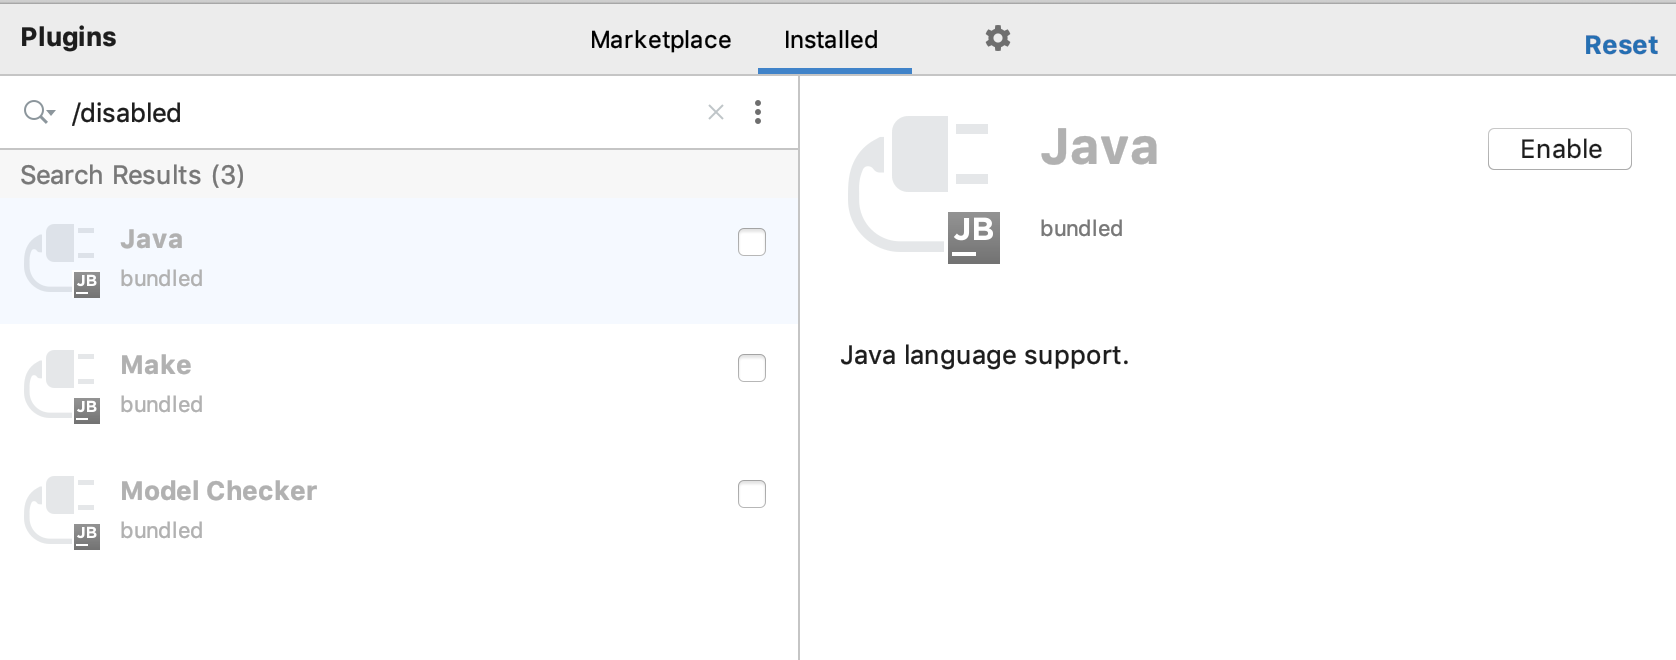 Plugins
Marketplace
Installed
Reset
/disabled
Search Results (3)
Java
bundled
JB
Make
bundled
JB
Model Checker
bundled
JB
Java
Enable
bundled
JB
Java language support.